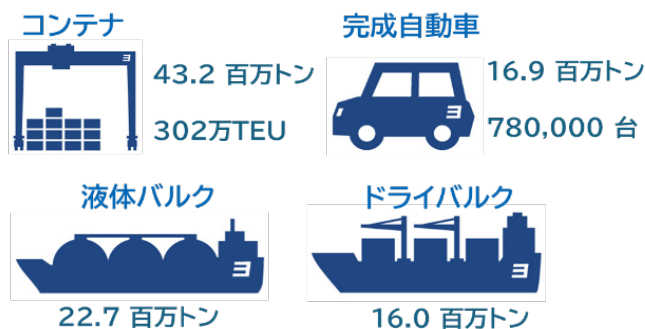 コンテナ
43.2 百万トン
302万TEU
完成自動車
16.9 百万トン
780,000 台
液体バルク
22.7 百万トン
ドライバルク
16.0 百万トン